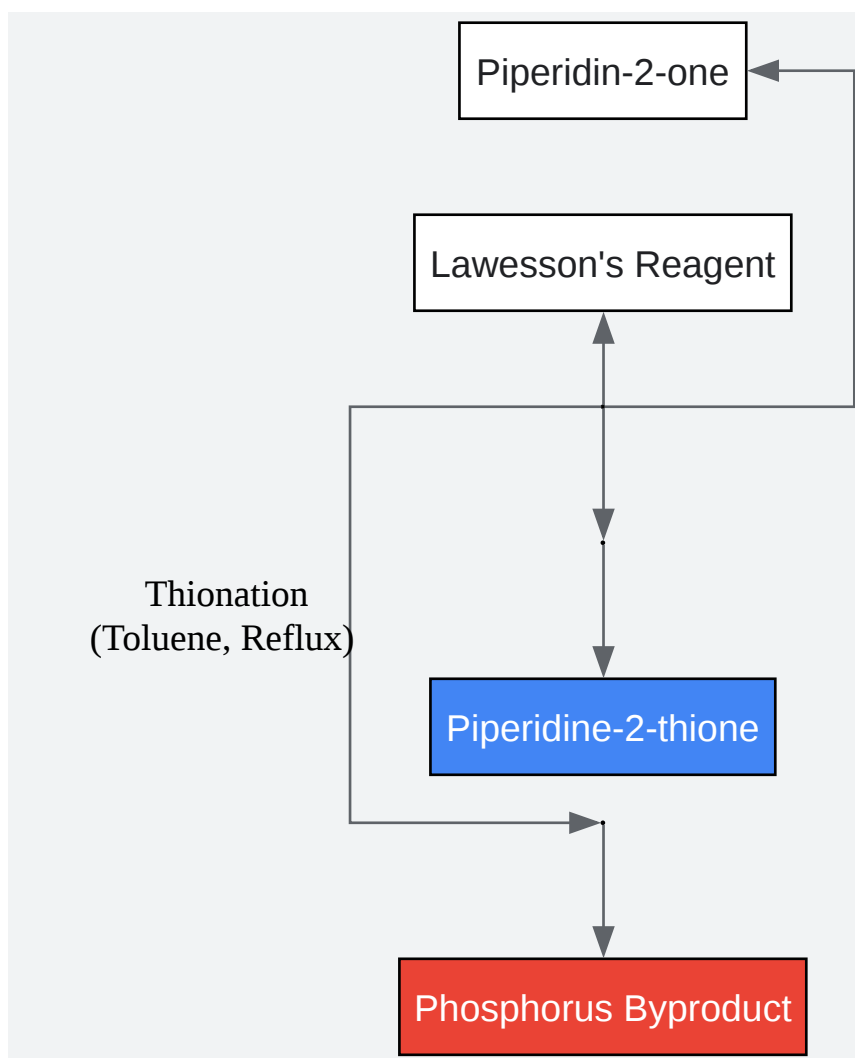 Piperidin-2-one
Lawesson's Reagent
Thionation
(Toluene, Reflux)
Piperidine-2-thione
Phosphorus Byproduct